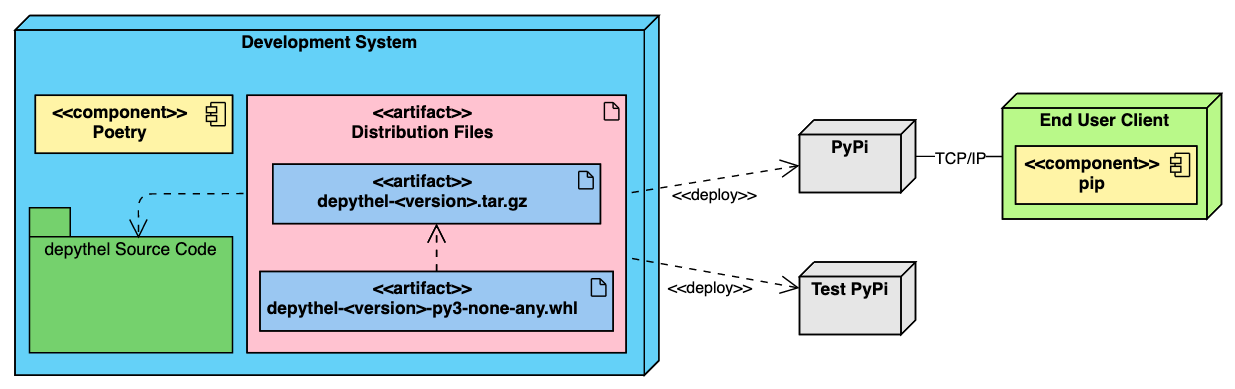 Development System
<<component>>
Poetry
<<artifact>>
Distribution Files
<<artifact>>
depythel-<version>.tar.gz
depythel Source Code
<<artifact>>
depythel-<version>-py3-none-any.whl
<<deploy>>
<<deploy>>
PyPi
Test PyPi
TCP/IP
End User Client
<<component>>
pip